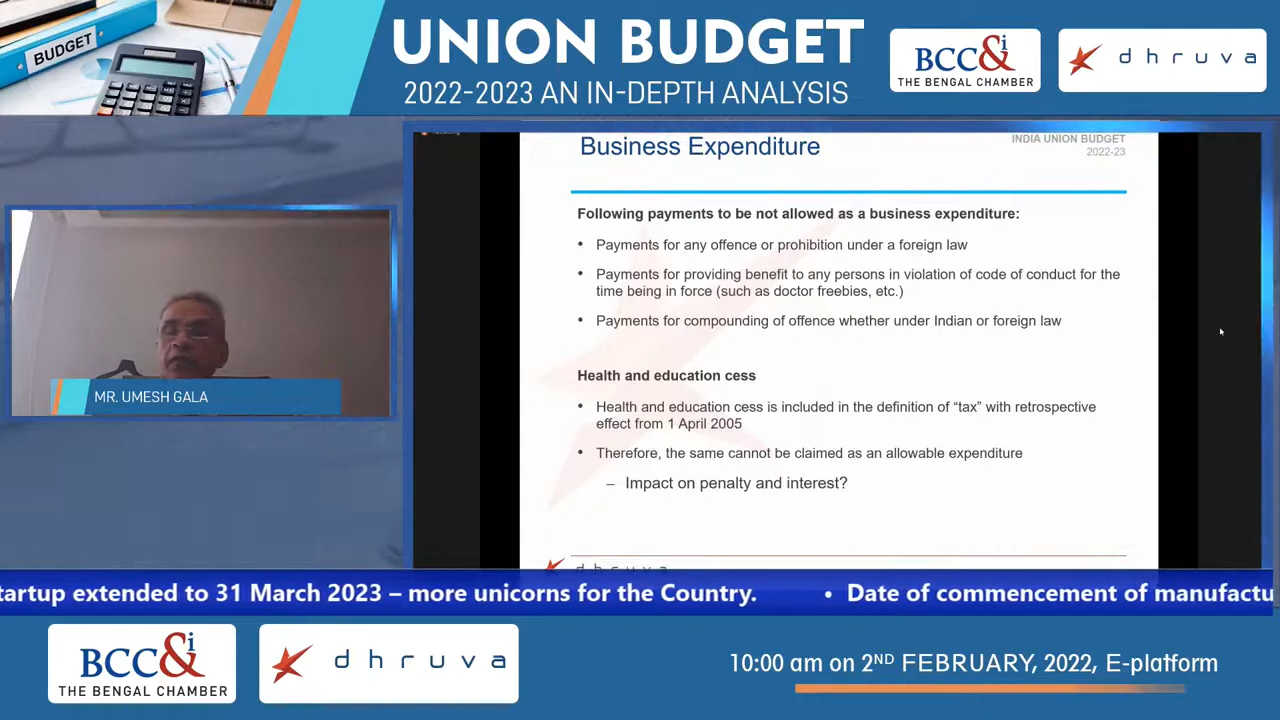 BUDGET
UNION BUDGET
2022-2023 AN IN-DEPTH ANALYSIS
BCC&i
THE BENGAL CHAMBER
dhruva
Business Expenditure
INDIA UNION BUDGET
2022-23
Following payments to be not allowed as a business expenditure:
• Payments for any offence or prohibition under a foreign law
• Payments for providing benefit to any persons in violation of code of conduct for the
time being in force (such as doctor freebies, etc.)
• Payments for compounding of offence whether under Indian or foreign law
Health and education cess
• Health and education cess is included in the definition of “tax” with retrospective
effect from 1 April 2005
• Therefore, the same cannot be claimed as an allowable expenditure
– Impact on penalty and interest?
dhruva
MR. UMESH GALA
tartup extended to 31 March 2023 – more unicorns for the Country. • Date of commencement of manufactu
BCC&i
THE BENGAL CHAMBER
dhruva
10:00 am on 2ND FEBRUARY, 2022, E-platform